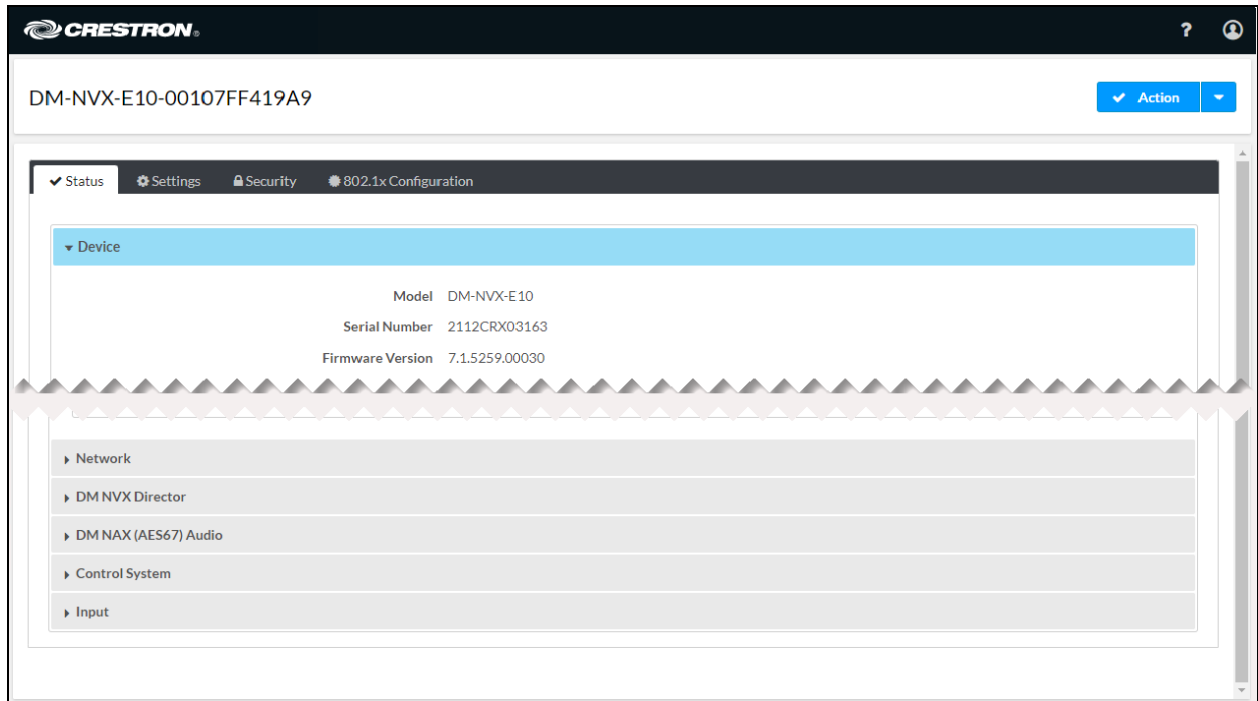 CRESTRON®
?
DM-NVX-E10-00107FF419A9
Action
Status Settings Security 802.1x Configuration
Device
Model DM-NVX-E10
Serial Number 2112CRX03163
Firmware Version 7.1.5259.00030
Network
DM NVX Director
DM NAX (AES67) Audio
Control System
Input